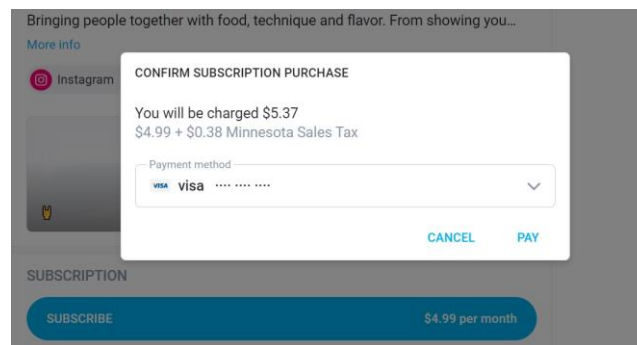 Bringing people together with food, technique and flavor. From showing you...
More info
Instagram
CONFIRM SUBSCRIPTION PURCHASE
You will be charged $5.37
$4.99 + $0.38 Minnesota Sales Tax
Payment method
VISA visa ···· ···· ····
CANCEL PAY
SUBSCRIPTION
SUBSCRIBE $4.99 per month